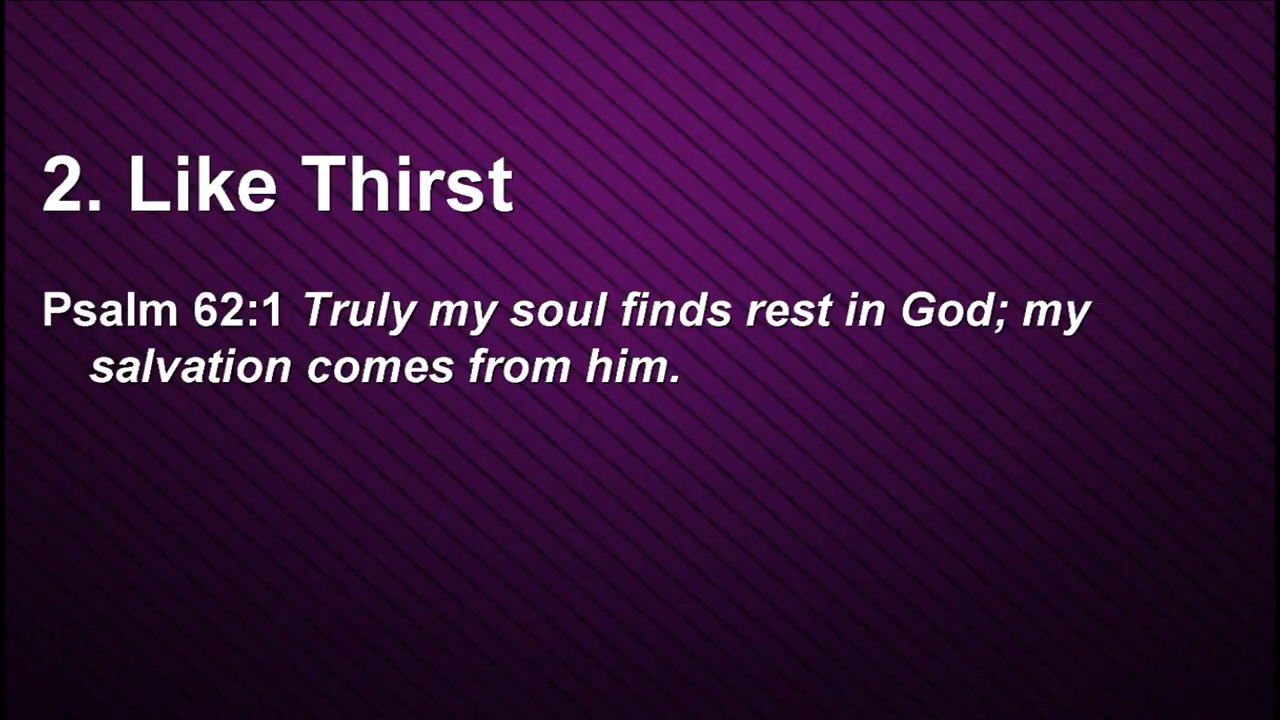 2. Like Thirst
Psalm 62:1 Truly my soul finds rest in God; my
salvation comes from him.